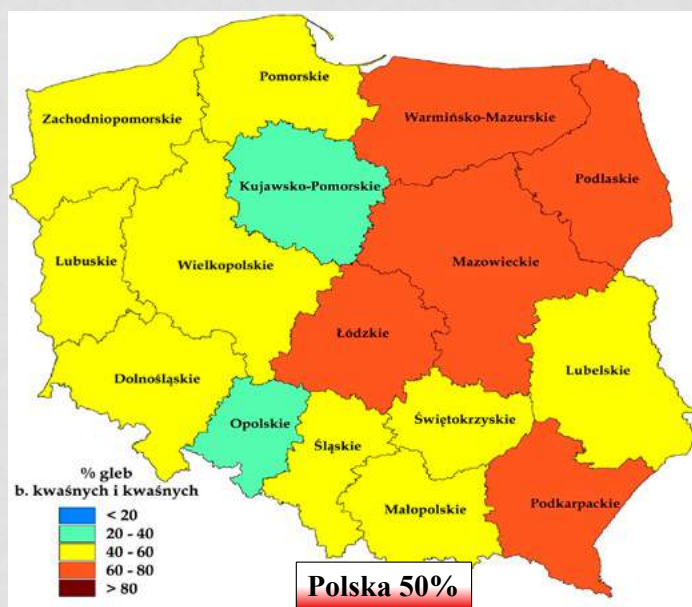 Pomorskie
Zachodniopomorskie
Warmińsko-Mazurskie
Kujawsko-Pomorskie
Podlaskie
Lubuskie
Wielkopolskie
Mazowieckie
Łódzkie
Dolnośląskie
Lubelskie
Opolskie
Śląskie
Świętokrzyskie
Małopolskie
Podkarpackie
% gleb
b. kwaśnych i kwaśnych
< 20
20 - 40
40 - 60
60 - 80
> 80
Polska 50%